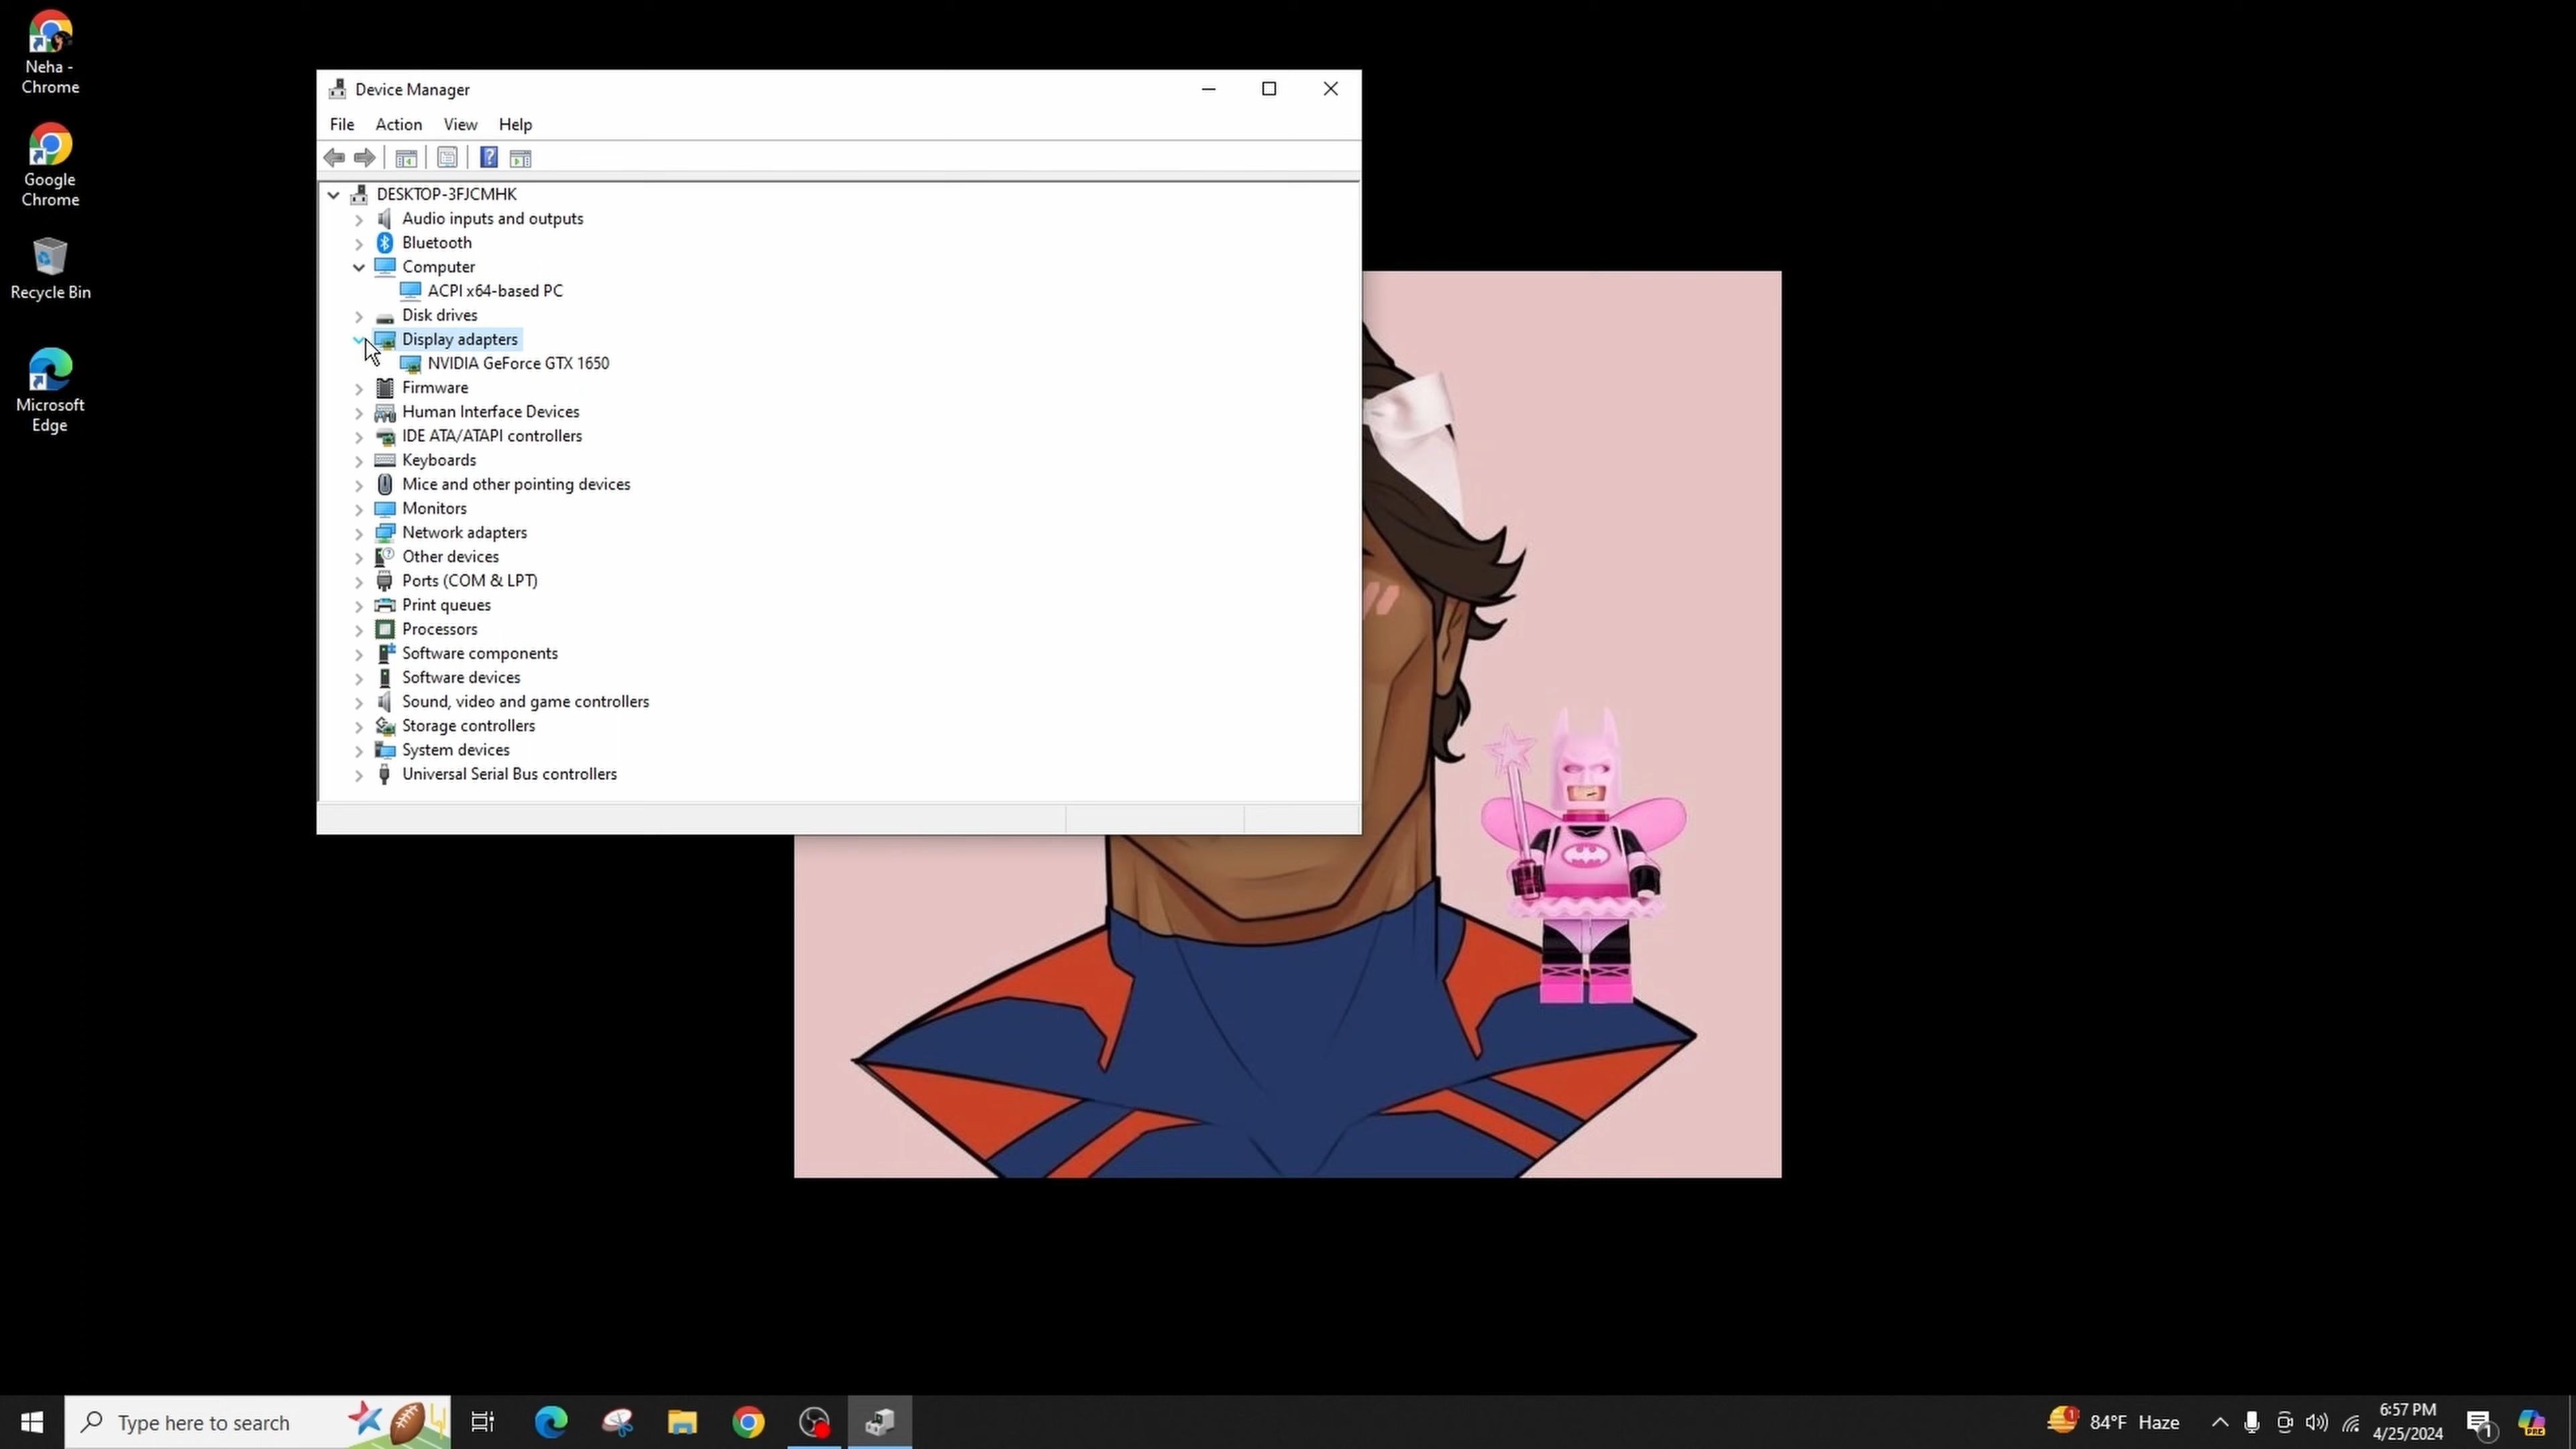 Neha -
Chrome
Google
Chrome
Recycle Bin
Microsoft
Edge
Device Manager
File Action View Help
DESKTOP-3FJCMHK
Audio inputs and outputs
Bluetooth
Computer
ACPI x64-based PC
Disk drives
Display adapters
NVIDIA GeForce GTX 1650
Firmware
Human Interface Devices
IDE ATA/ATAPI controllers
Keyboards
Mice and other pointing devices
Monitors
Network adapters
Other devices
Ports (COM & LPT)
Print queues
Processors
Software components
Software devices
Sound, video and game controllers
Storage controllers
System devices
Universal Serial Bus controllers
Type here to search
1
84°F Haze
6:57 PM
4/25/2024
1
PRE